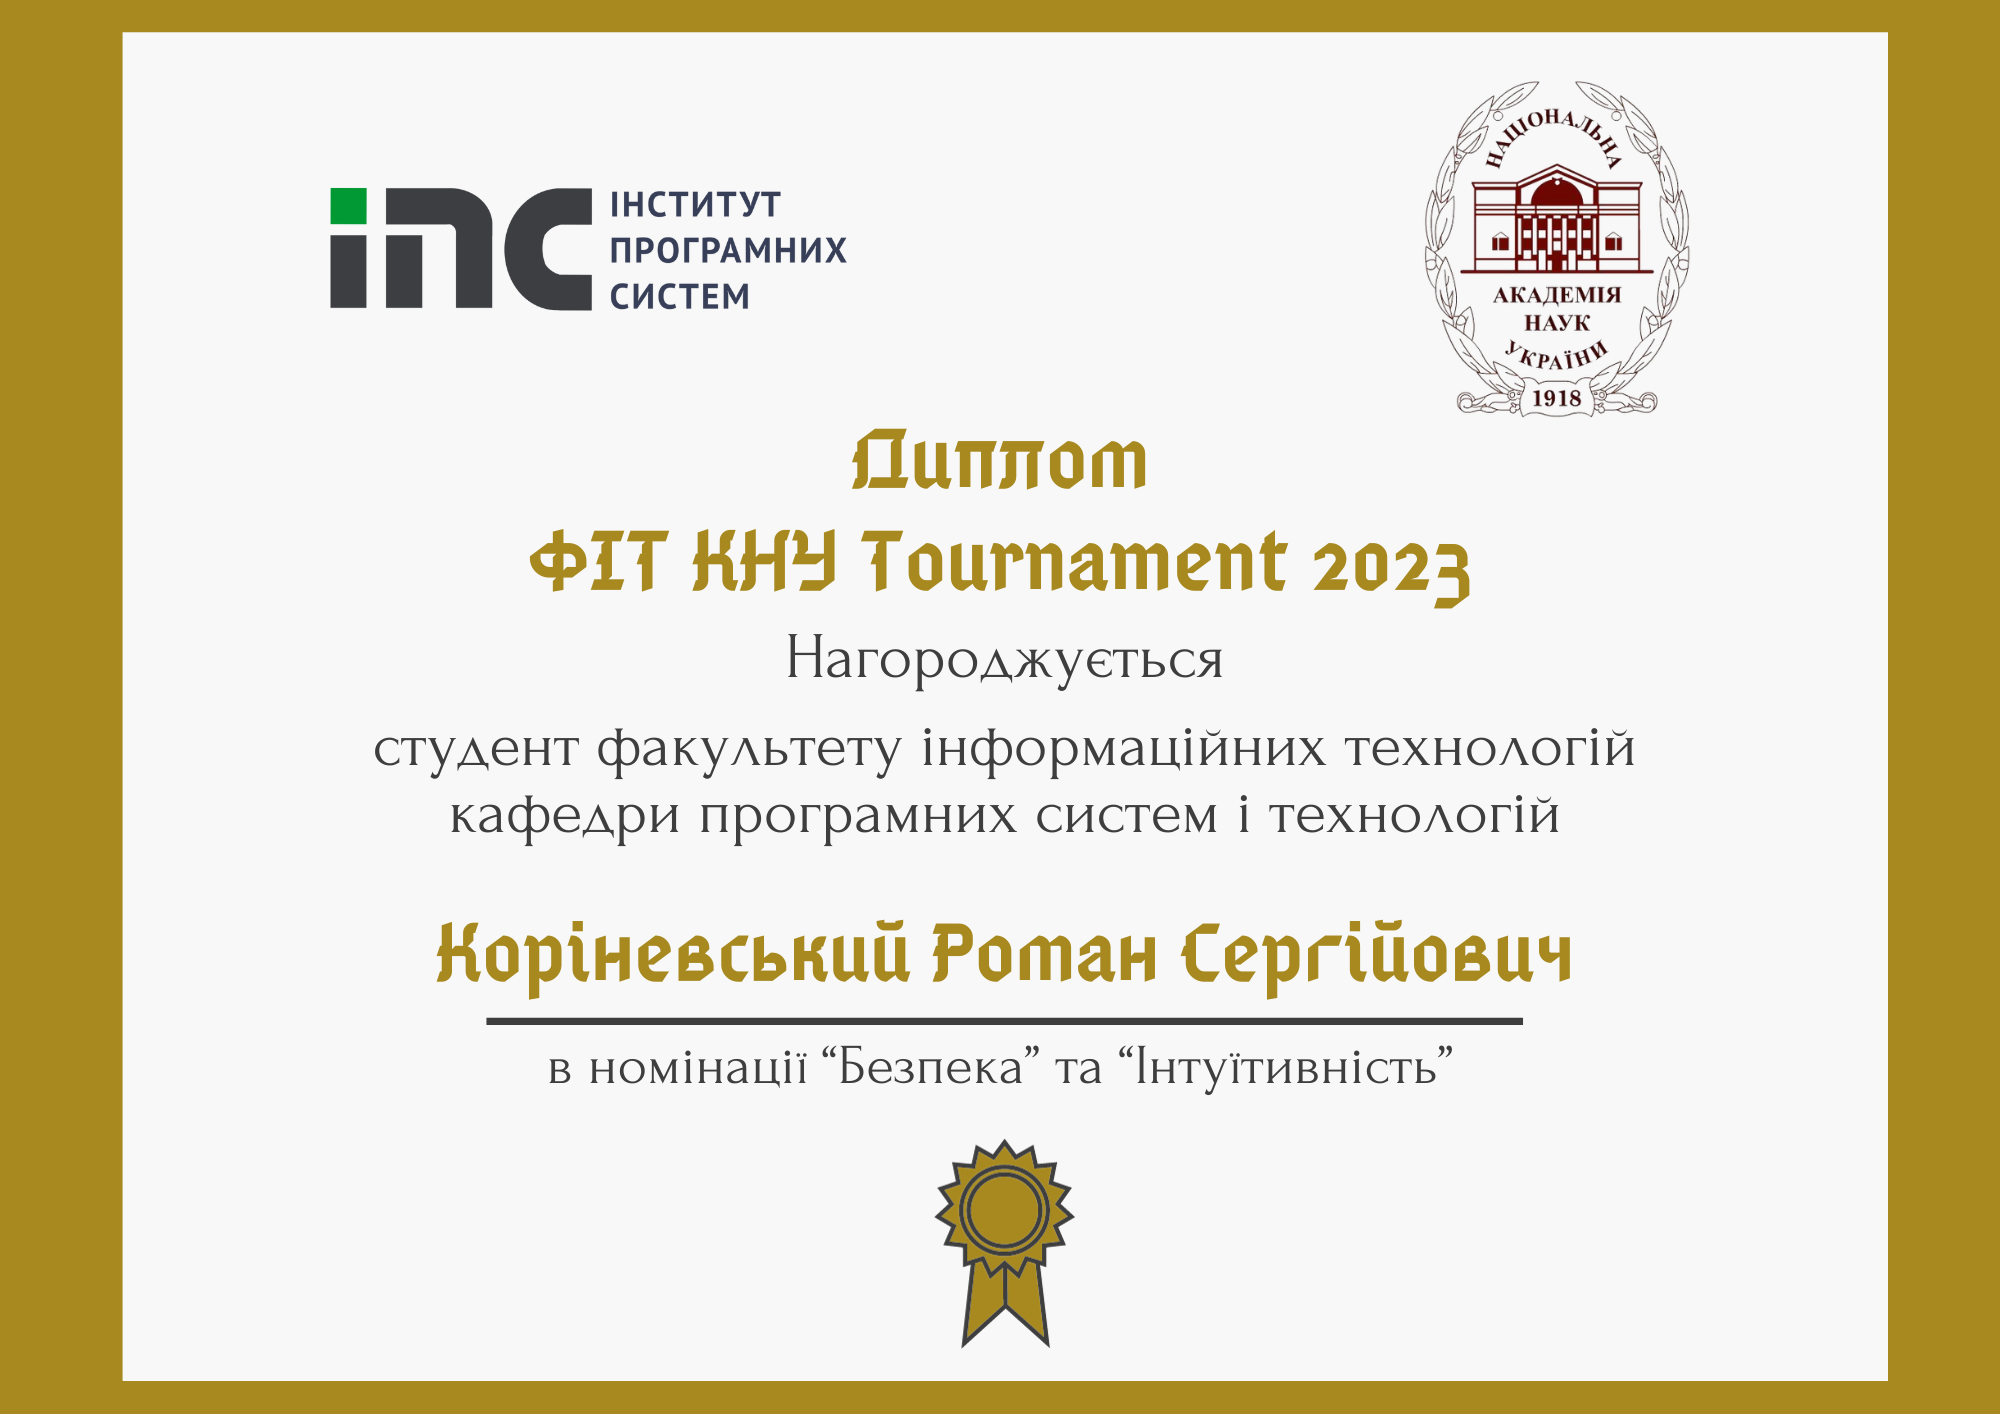 іпс
ІНСТИТУТ
ПРОГРАМНИХ
СИСТЕМ
НАЦІОНАЛЬНА
АКАДЕМІЯ
НАУК
УКРАЇНИ
1918
Диплом
ФІТ КНУ Tournament 2023
Нагороджується
студент факультету інформаційних технологій
кафедри програмних систем і технологій
Коріневський Роман Сергійович
в номінації “Безпека” та “Інтуїтивність”